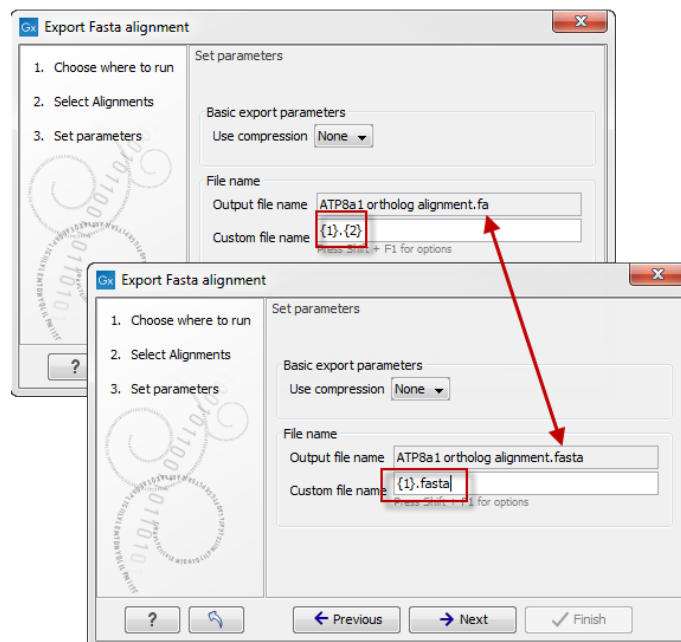 Gx Export Fasta alignment
1. Choose where to run
2. Select Alignments
3. Set parameters
Set parameters
Basic export parameters
Use compression None
File name
Output file name ATP8a1 ortholog alignment.fa
Custom file name {1}.{2}
Press Shift + F1 for options
?
Gx Export Fasta alignment
1. Choose where to run
2. Select Alignments
3. Set parameters
Set parameters
Basic export parameters
Use compression None
File name
Output file name ATP8a1 ortholog alignment.fasta
Custom file name {1}.fasta
Press Shift + F1 for options
? Previous Next Finish